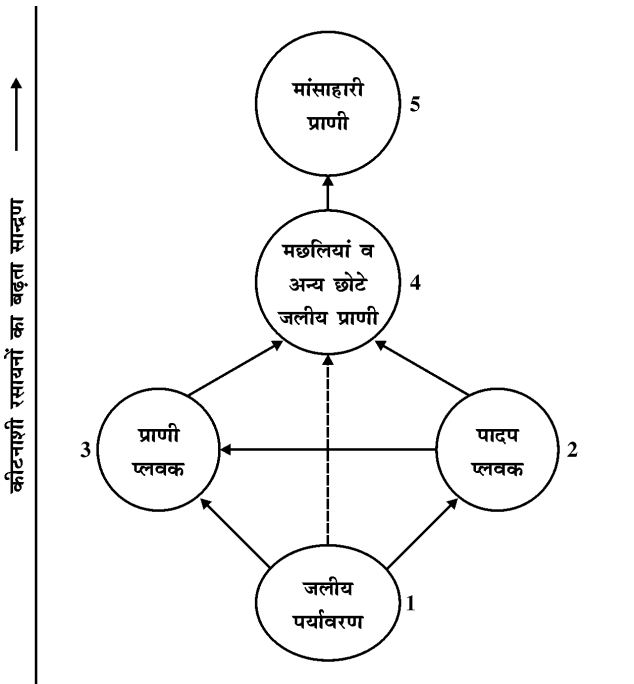 मांसाहारी
प्राणी
5
मछलियां व
अन्य छोटे
जलीय प्राणी
4
प्राणी
प्लवक
3
पादप
प्लवक
2
जलीय
पर्यावरण
1
कीटनाशी रसायनों का बढ़ता सान्द्रण